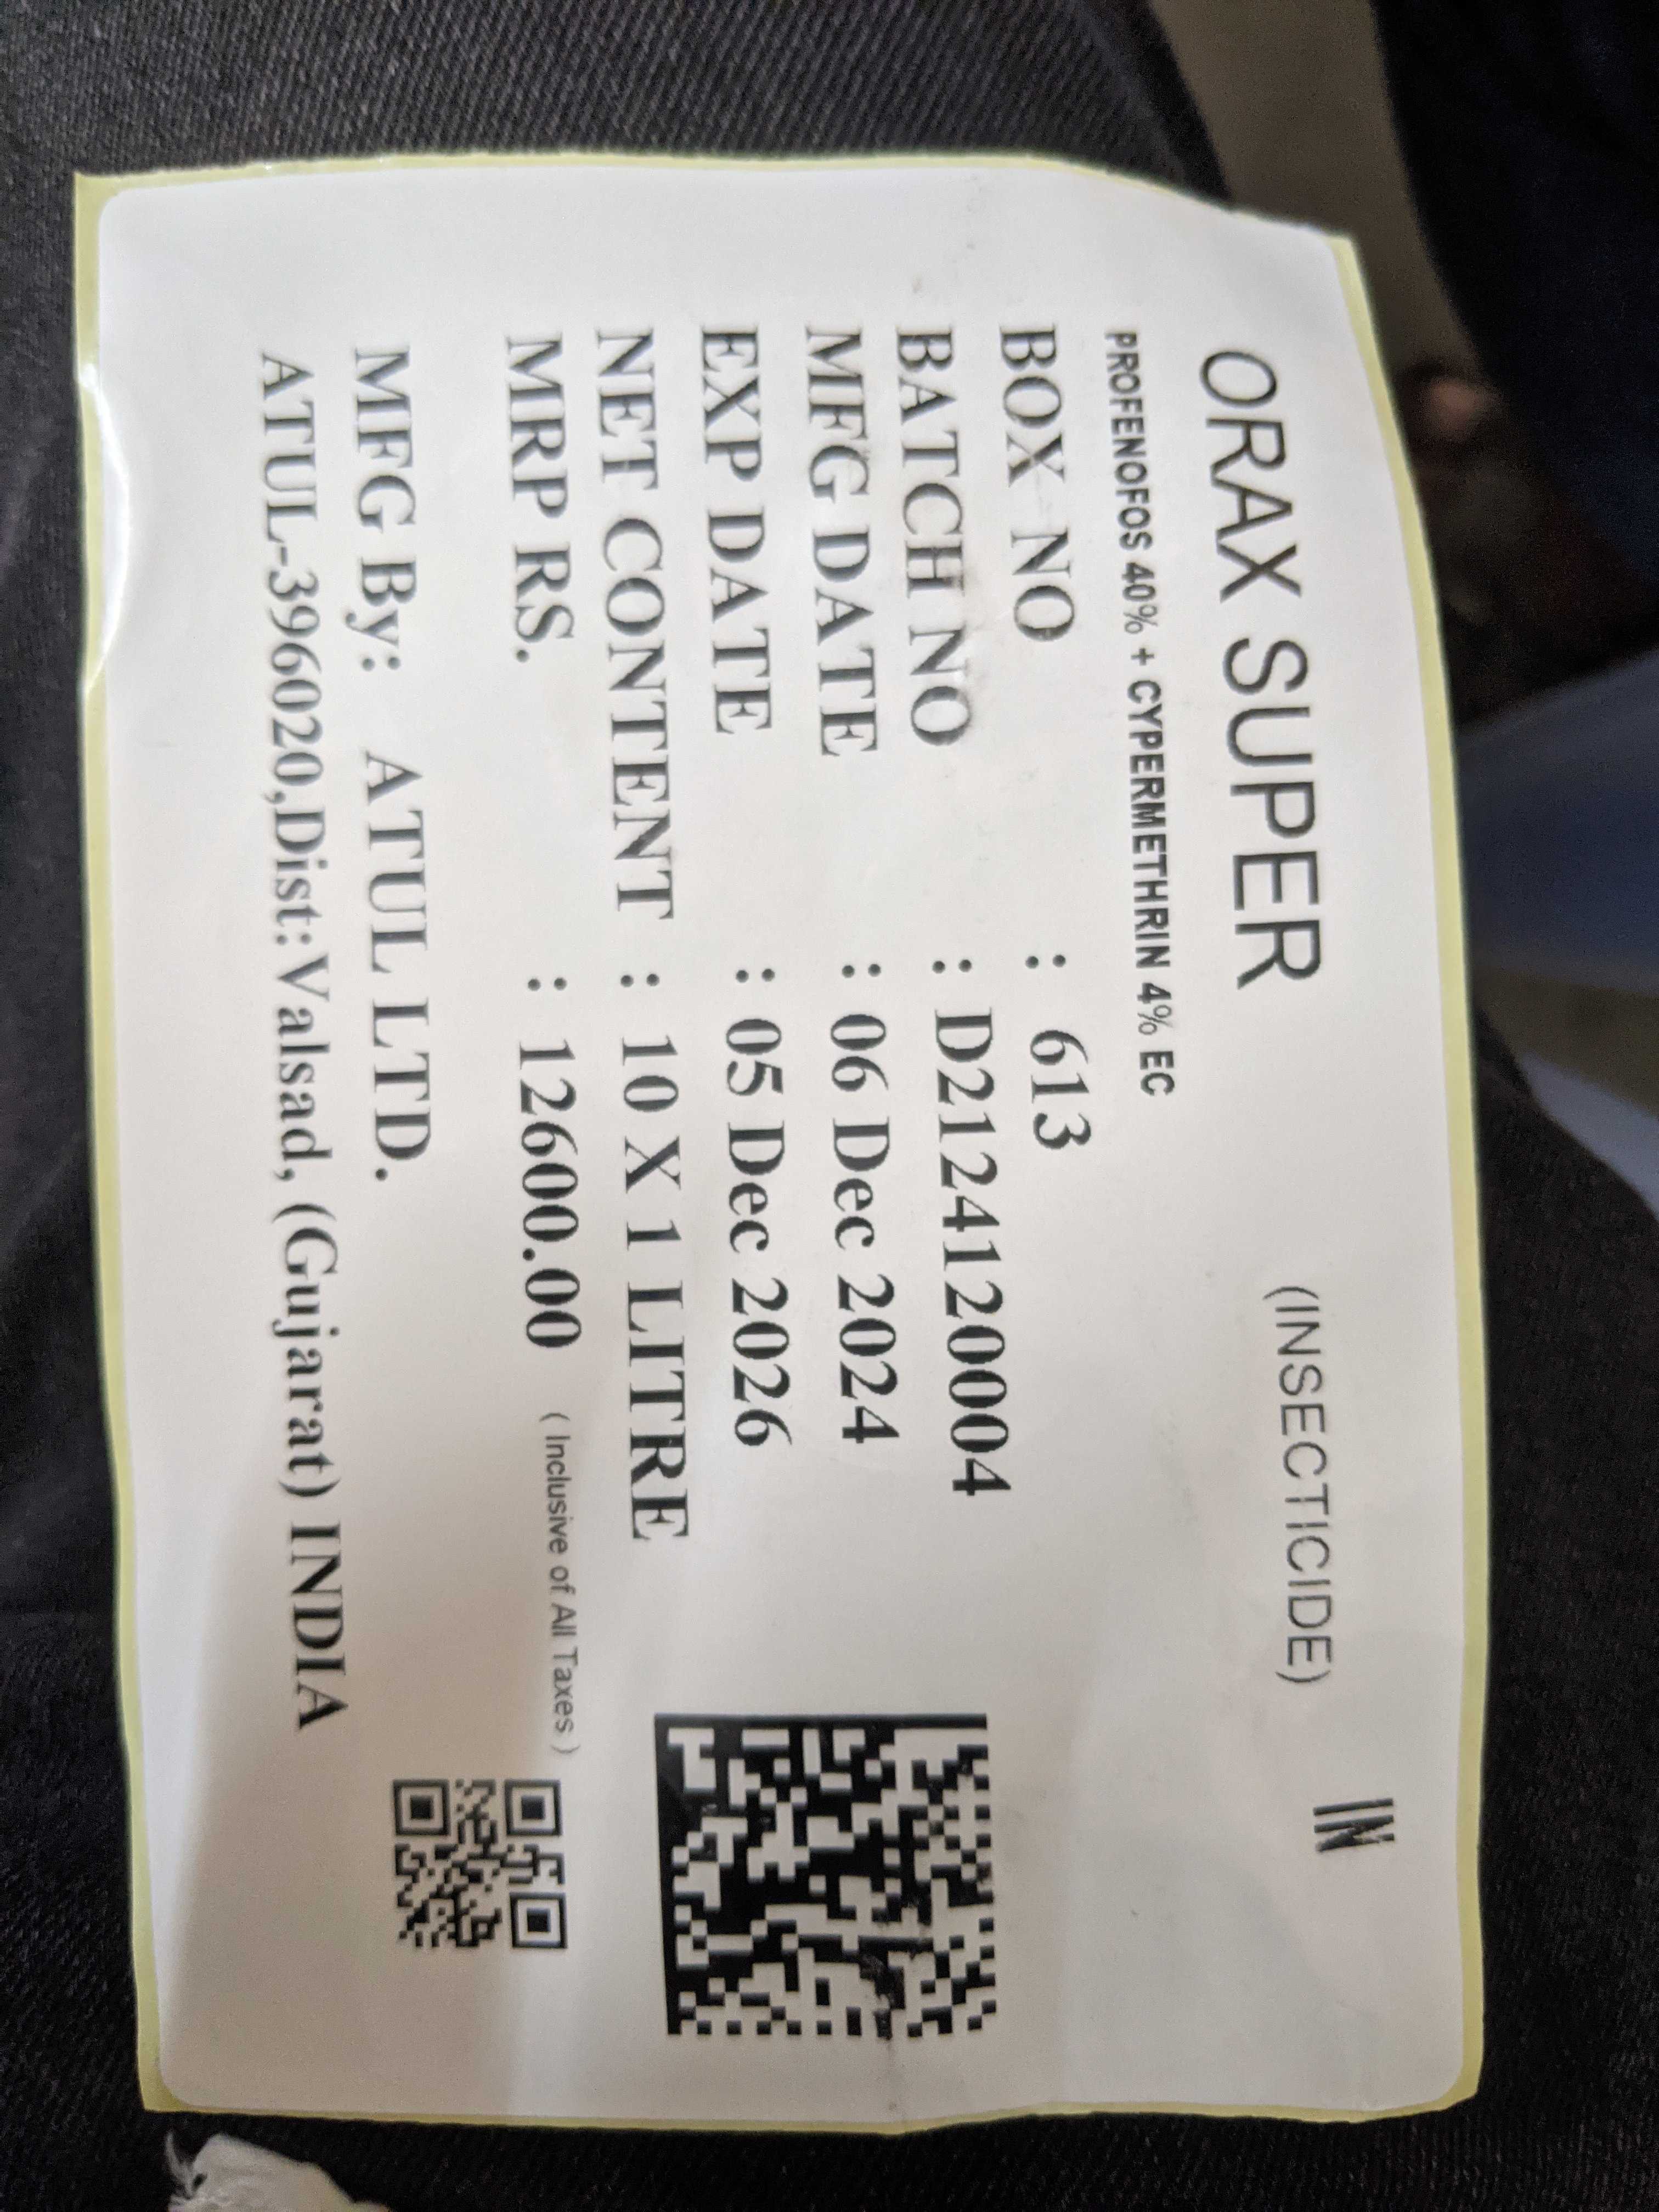 IN
ORAX SUPER (INSECTICIDE)
PROFENOFOS 40% + CYPERMETHRIN 4% EC
BOX NO : 613
BATCH NO : D212412004
MFG DATE : 06 Dec 2024
EXP DATE : 05 Dec 2026
NET CONTENT : 10 X 1 LITRE
MRP RS. : 12600.00 ( Inclusive of All Taxes )
MFG By: ATUL LTD.
ATUL-396020,Dist:Valsad, (Gujarat) INDIA